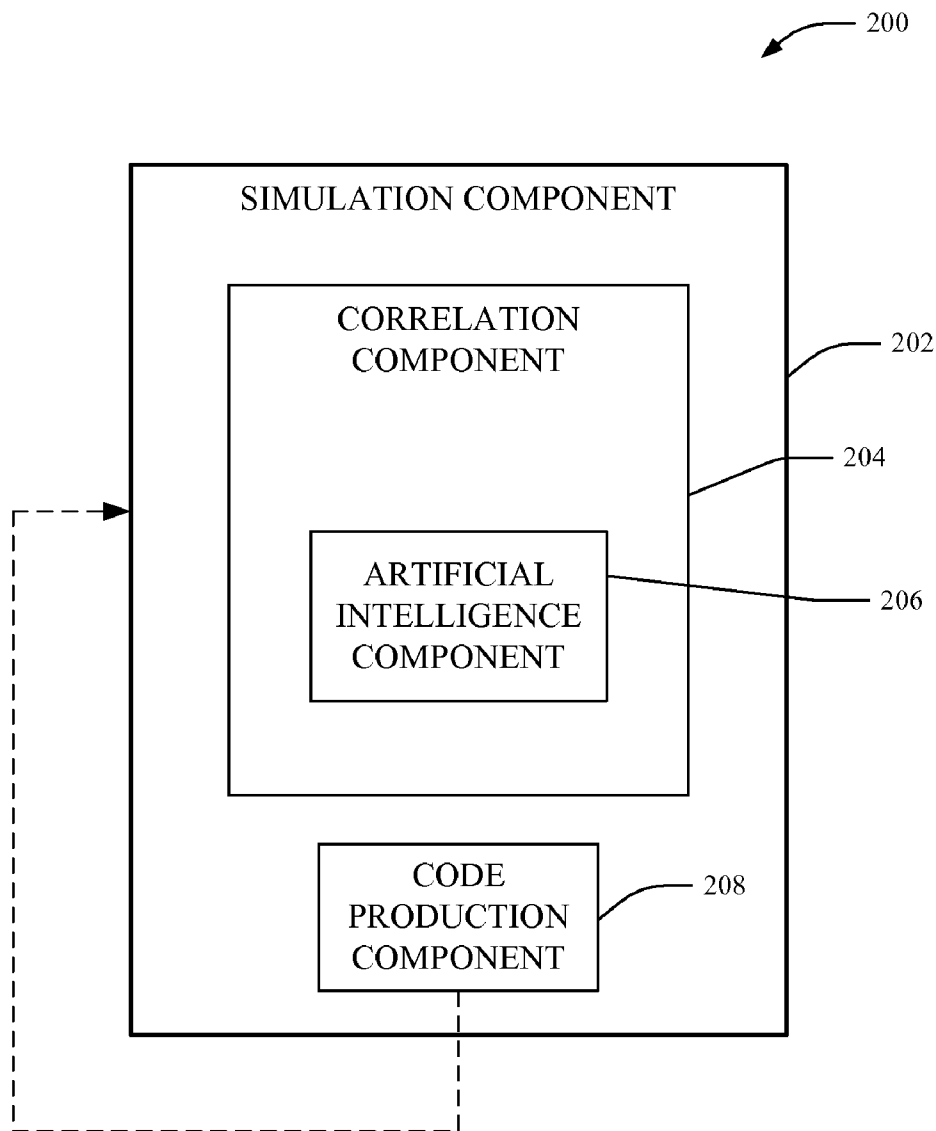 200
SIMULATION COMPONENT
CORRELATION
COMPONENT
202
204
ARTIFICIAL
INTELLIGENCE
COMPONENT
206
CODE
PRODUCTION
COMPONENT
208